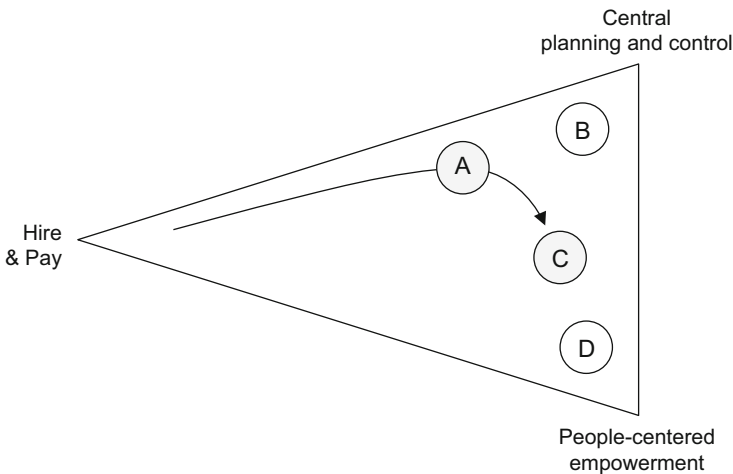 Central
planning and control
B
A
Hire
& Pay
C
D
People-centered
empowerment